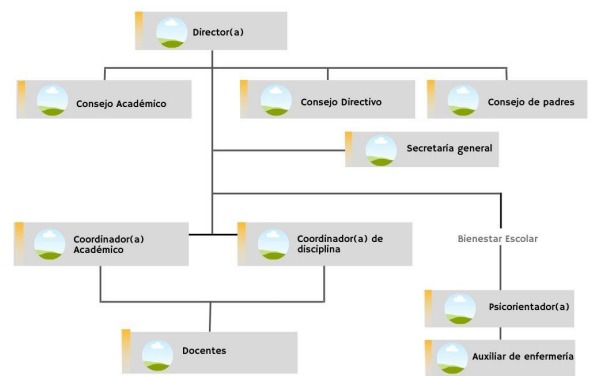 Director(a)
Consejo Académico
Consejo Directivo
Consejo de padres
Secretaría general
Coordinador(a)
Académico
Coordinador(a) de
disciplina
Bienestar Escolar
Psicorientador(a)
Docentes
Auxiliar de enfermería